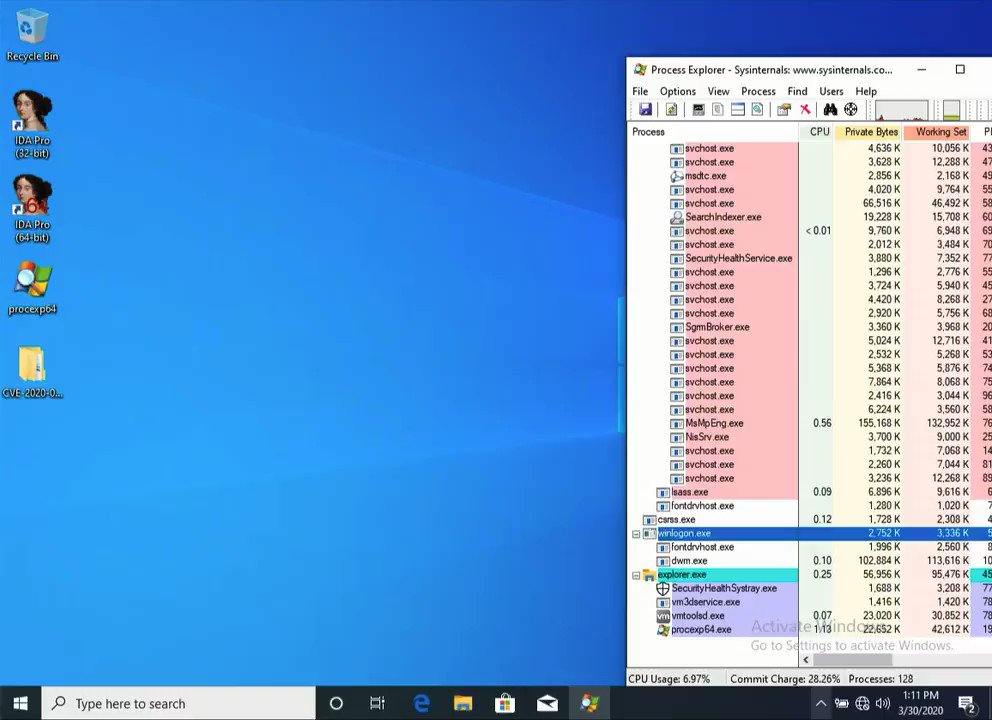 Recycle Bin
IDA Pro
(32-bit)
IDA Pro
(64-bit)
procexp64
CVE-2020-0...
Process Explorer - Sysinternals: www.sysinternals.co...
File Options View Process Find Users Help
Process CPU Private Bytes Working Set
svchost.exe 4,636 K 10,056 K
svchost.exe 3,628 K 12,288 K
msdtc.exe 2,856 K 2,168 K
svchost.exe 4,020 K 9,764 K
svchost.exe 66,516 K 46,492 K
SearchIndexer.exe 19,228 K 15,708 K
svchost.exe < 0.01 9,760 K 6,948 K
svchost.exe 2,012 K 3,484 K
SecurityHealthService.exe 3,880 K 7,352 K
svchost.exe 1,296 K 2,776 K
svchost.exe 3,724 K 5,940 K
svchost.exe 4,420 K 8,268 K
svchost.exe 2,920 K 5,756 K
SgrmBroker.exe 3,360 K 3,968 K
svchost.exe 5,024 K 12,716 K
svchost.exe 2,532 K 5,268 K
svchost.exe 5,368 K 5,876 K
svchost.exe 7,864 K 8,068 K
svchost.exe 2,416 K 3,044 K
svchost.exe 6,224 K 3,560 K
MsMpEng.exe 0.56 155,168 K 132,952 K
NisSrv.exe 3,700 K 9,000 K
svchost.exe 1,732 K 7,068 K
svchost.exe 2,260 K 7,044 K
svchost.exe 3,236 K 12,268 K
lsass.exe 0.09 6,896 K 9,616 K
fontdrvhost.exe 1,280 K 1,020 K
csrss.exe 0.12 1,728 K 2,308 K
winlogon.exe 2,752 K 3,336 K
fontdrvhost.exe 1,996 K 2,560 K
dwm.exe 0.10 102,884 K 113,616 K
explorer.exe 0.25 56,956 K 95,476 K
SecurityHealthSystray.exe 1,688 K 3,208 K
vm3dservice.exe 1,416 K 1,420 K
vmtoolsd.exe 0.07 23,020 K 30,852 K
procexp64.exe 1.13 22,652 K 42,612 K
Activate Windows
Go to Settings to activate Windows.
CPU Usage: 6.97% Commit Charge: 28.26% Processes: 128
Type here to search
1:11 PM
3/30/2020
2